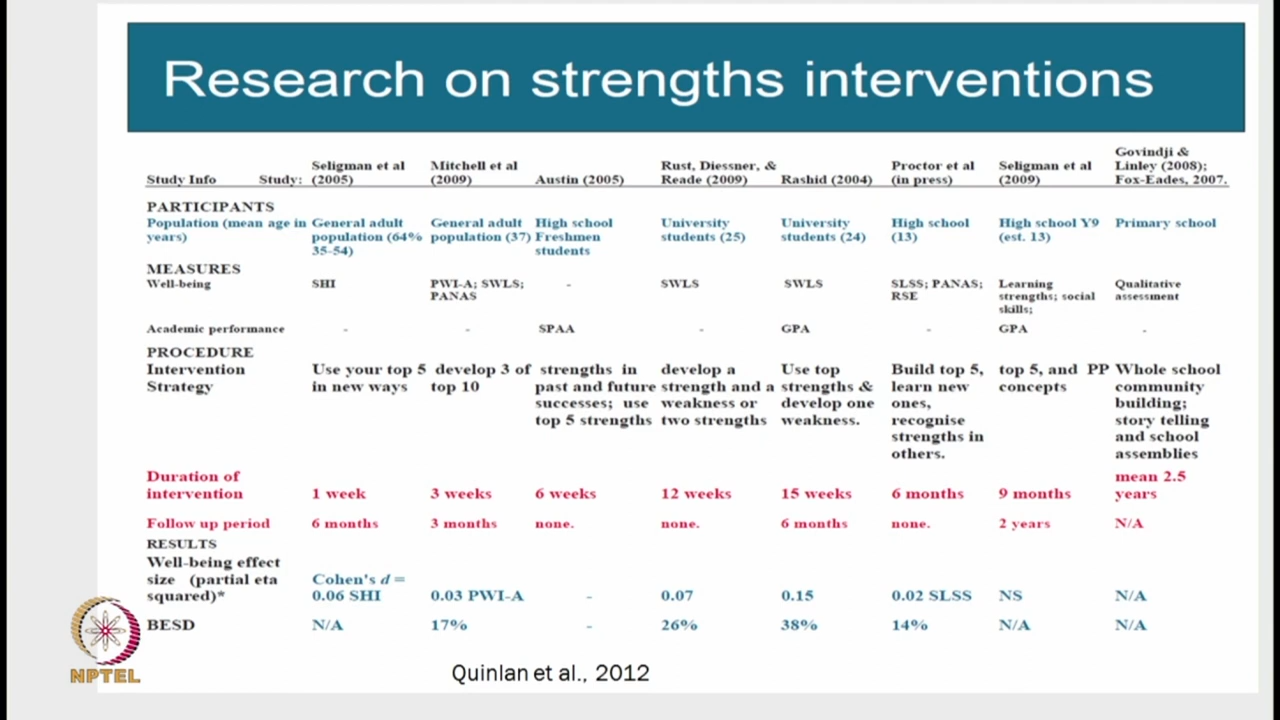 Research on strengths interventions
Study Info Study: Seligman et al (2005) Mitchell et al (2009) Austin (2005) Rust, Diessner, & Reade (2009) Rashid (2004) Proctor et al (in press) Seligman et al (2009) Govindji & Linley (2008); Fox-Eades, 2007.
PARTICIPANTS
Population (mean age in years) General adult population (64% 35-54) General adult population (37) High school Freshmen students University students (25) University students (24) High school (13) High school Y9 (est. 13) Primary school
MEASURES
Well-being SHI PWI-A; SWLS; PANAS - SWLS SWLS SLSS; PANAS; RSE Learning strengths; social skills; Qualitative assessment
Academic performance - - SPAA - GPA - GPA -
PROCEDURE
Intervention Strategy Use your top 5 in new ways develop 3 of top 10 strengths in past and future successes; use top 5 strengths develop a strength and a weakness or two strengths Use top strengths & develop one weakness. Build top 5, learn new ones, recognise strengths in others. top 5, and PP concepts Whole school community building; story telling and school assemblies
Duration of intervention 1 week 3 weeks 6 weeks 12 weeks 15 weeks 6 months 9 months mean 2.5 years
Follow up period 6 months 3 months none. none. 6 months none. 2 years N/A
RESULTS
Well-being effect size (partial eta squared)* Cohen's d = 0.06 SHI 0.03 PWI-A - 0.07 0.15 0.02 SLSS NS N/A
BESD N/A 17% - 26% 38% 14% N/A N/A
NPTEL
Quinlan et al., 2012